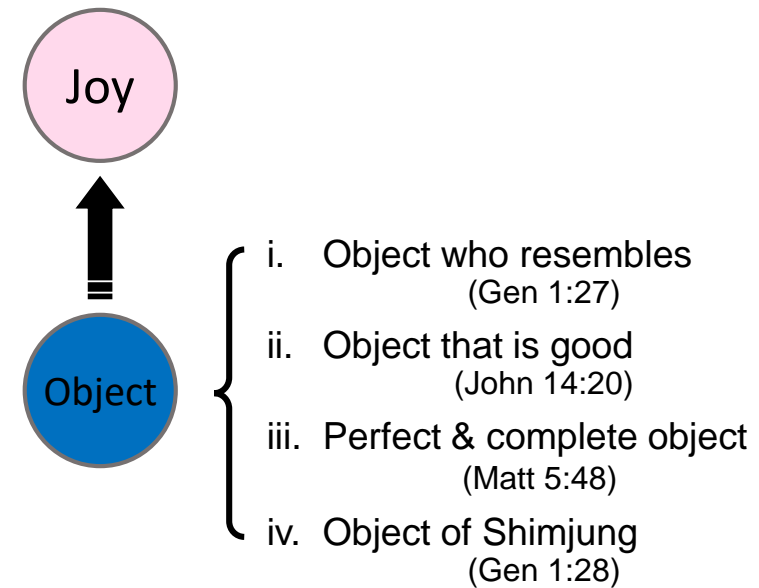 Joy
Object
i. Object who resembles
(Gen 1:27)
ii. Object that is good
(John 14:20)
iii. Perfect & complete object
(Matt 5:48)
iv. Object of Shimjung
(Gen 1:28)